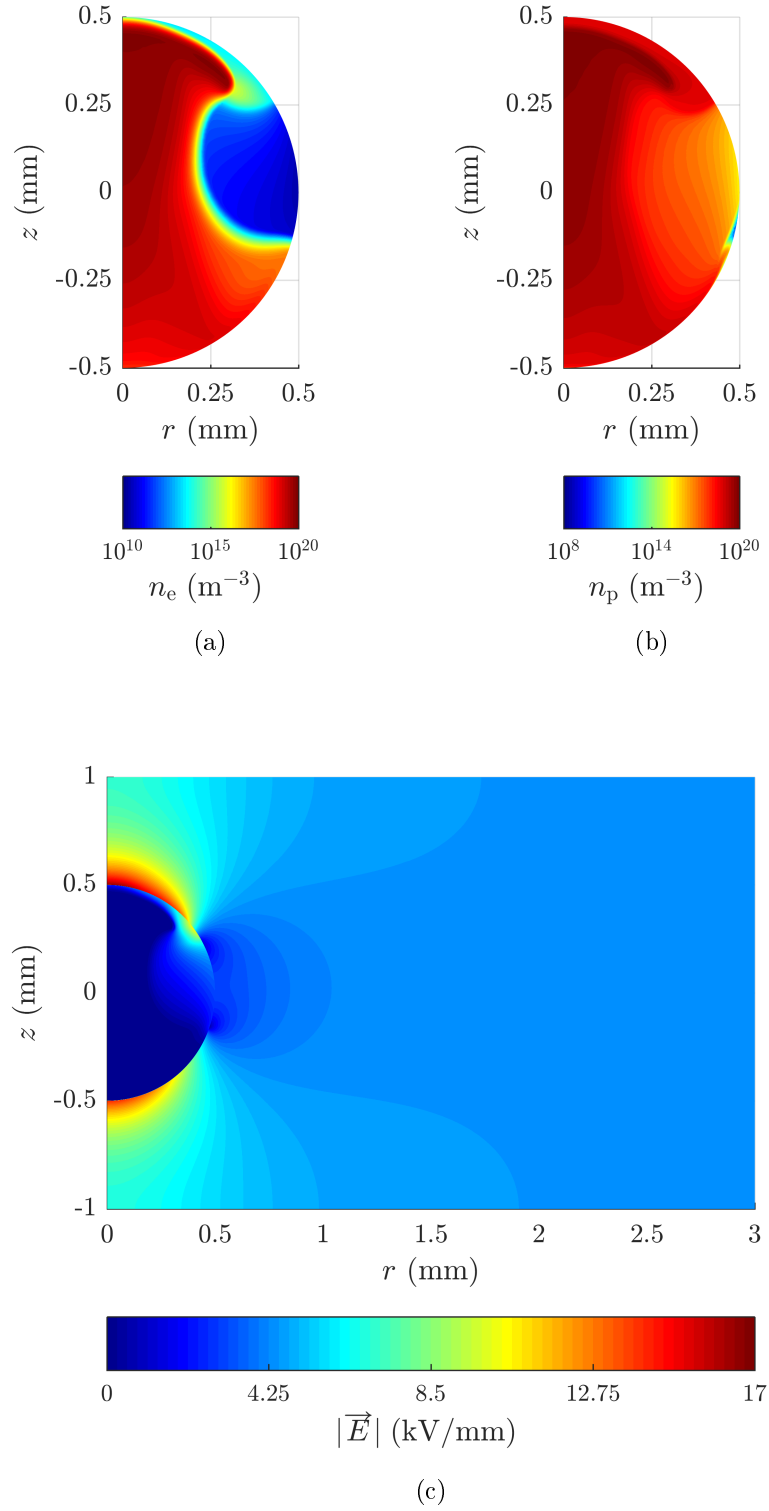 0.5
0.25
0
-0.25
-0.5
z (mm)
0 0.25 0.5
r (mm)
10^10 10^15 10^20
n_e (m^−3)
(a)
0.5
0.25
0
-0.25
-0.5
z (mm)
0 0.25 0.5
r (mm)
10^8 10^14 10^20
n_p (m^−3)
(b)
1
0.5
0
-0.5
-1
z (mm)
0 0.5 1 1.5 2 2.5 3
r (mm)
0 4.25 8.5 12.75 17
|E⃗| (kV/mm)
(c)